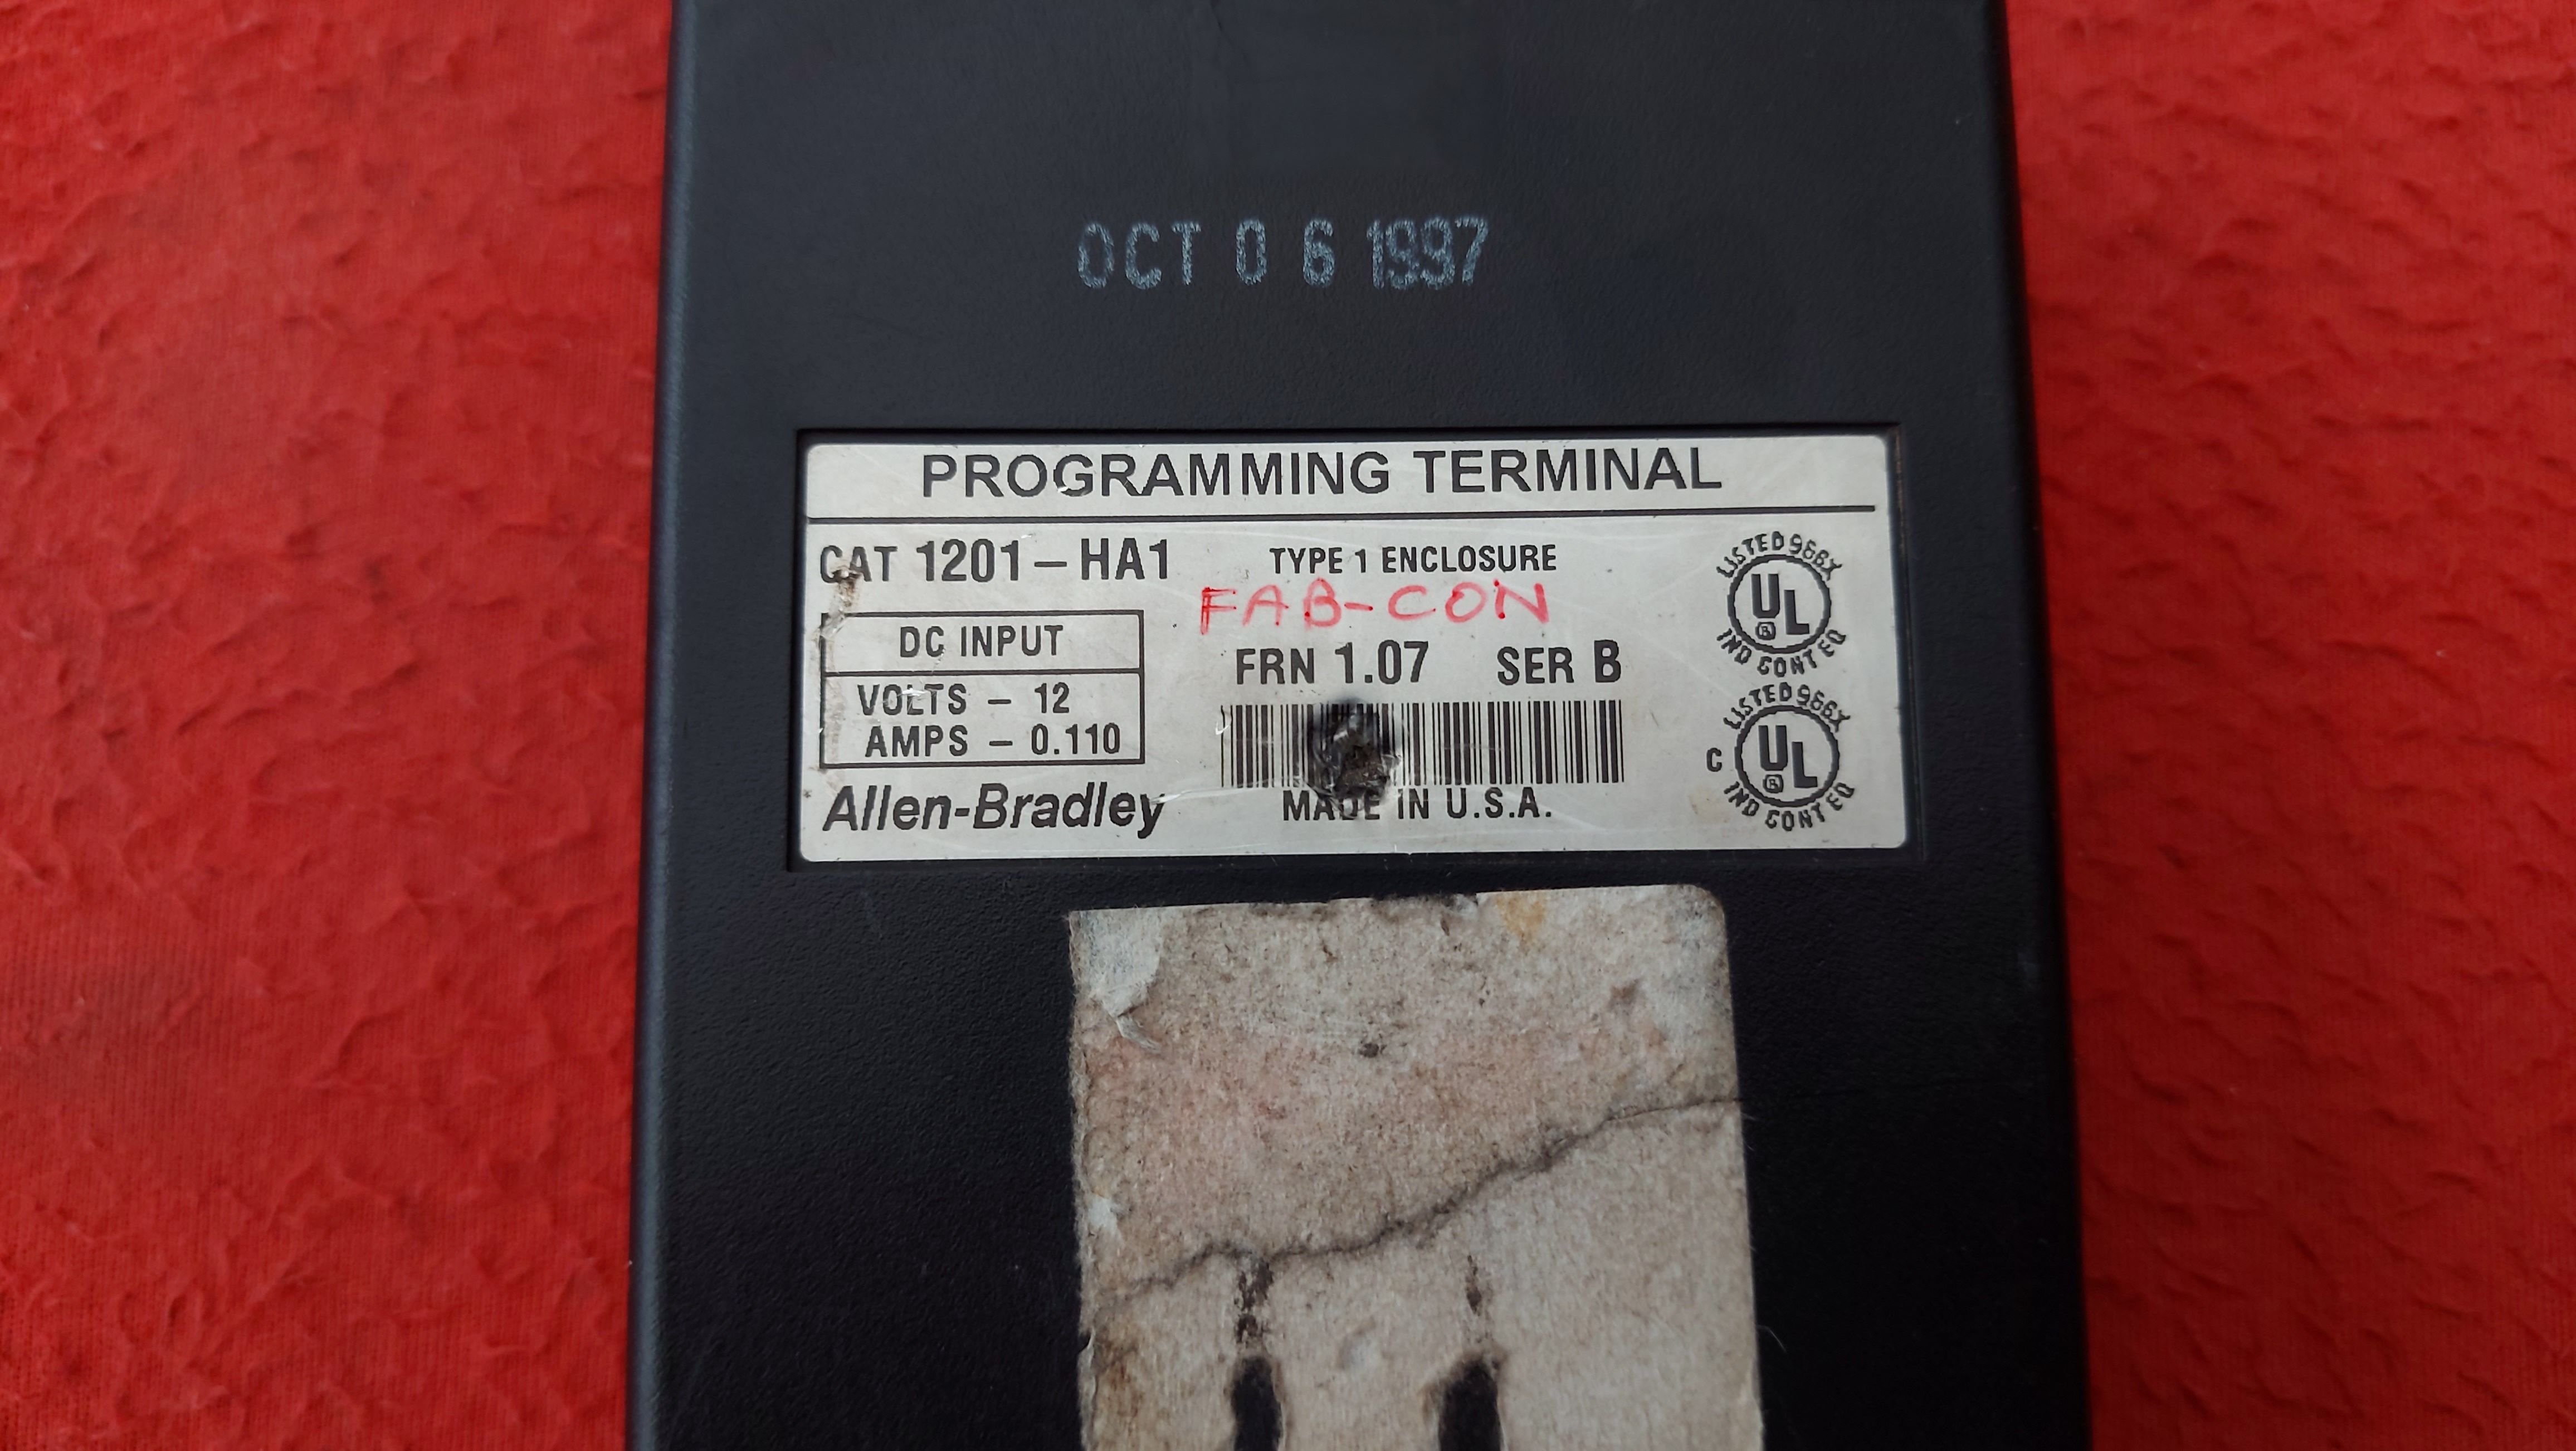 OCT 06 1997
PROGRAMMING TERMINAL
CAT 1201-HA1 TYPE 1 ENCLOSURE
FAB-CON
DC INPUT
VOLTS - 12
AMPS - 0.110
FRN 1.07 SER B
Allen-Bradley
MADE IN U.S.A.
LISTED 966X
UL
R
IND CONT EQ
LISTED 966X
C UL
R
IND CONT EQ